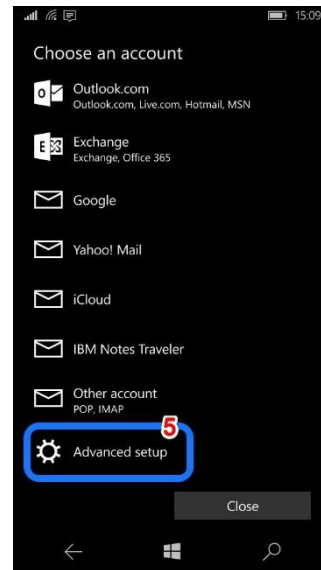 15:09
Choose an account
Outlook.com
Outlook.com, Live.com, Hotmail, MSN
Exchange
Exchange, Office 365
Google
Yahoo! Mail
iCloud
IBM Notes Traveler
Other account
POP, IMAP
5
Advanced setup
Close